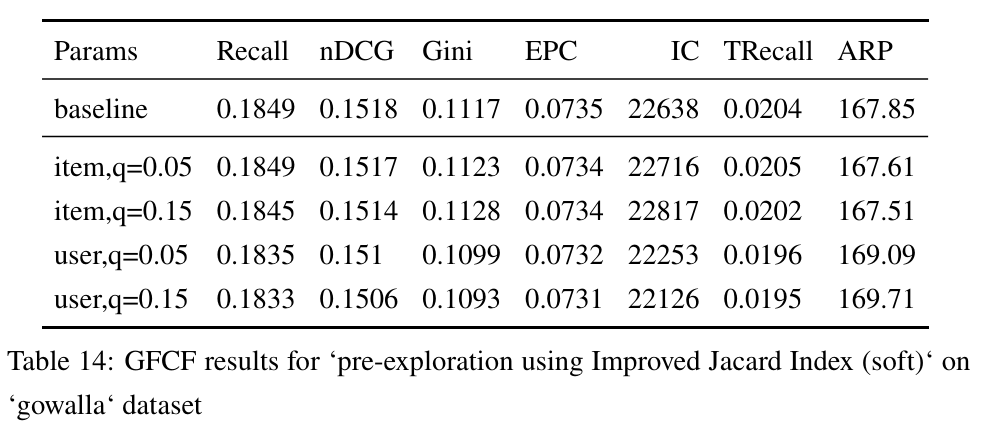 Params Recall nDCG Gini EPC IC TRecall ARP
baseline 0.1849 0.1518 0.1117 0.0735 22638 0.0204 167.85
item,q=0.05 0.1849 0.1517 0.1123 0.0734 22716 0.0205 167.61
item,q=0.15 0.1845 0.1514 0.1128 0.0734 22817 0.0202 167.51
user,q=0.05 0.1835 0.151 0.1099 0.0732 22253 0.0196 169.09
user,q=0.15 0.1833 0.1506 0.1093 0.0731 22126 0.0195 169.71
Table 14: GFCF results for ‘pre-exploration using Improved Jacard Index (soft)‘ on
‘gowalla‘ dataset